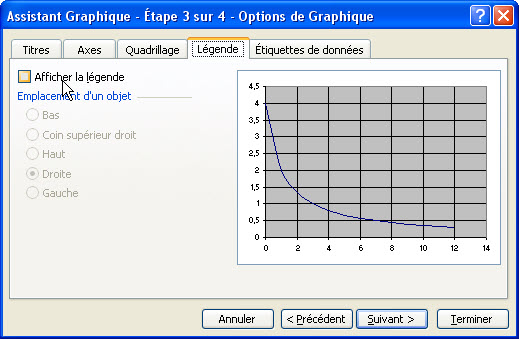 Assistant Graphique - Étape 3 sur 4 - Options de Graphique
Titres Axes Quadrillage Légende Étiquettes de données
Afficher la légende
Emplacement d'un objet
Bas
Coin supérieur droit
Haut
Droite
Gauche
4,5
4
3,5
3
2,5
2
1,5
1
0,5
0
0 2 4 6 8 10 12 14
Annuler < Précédent Suivant > Terminer